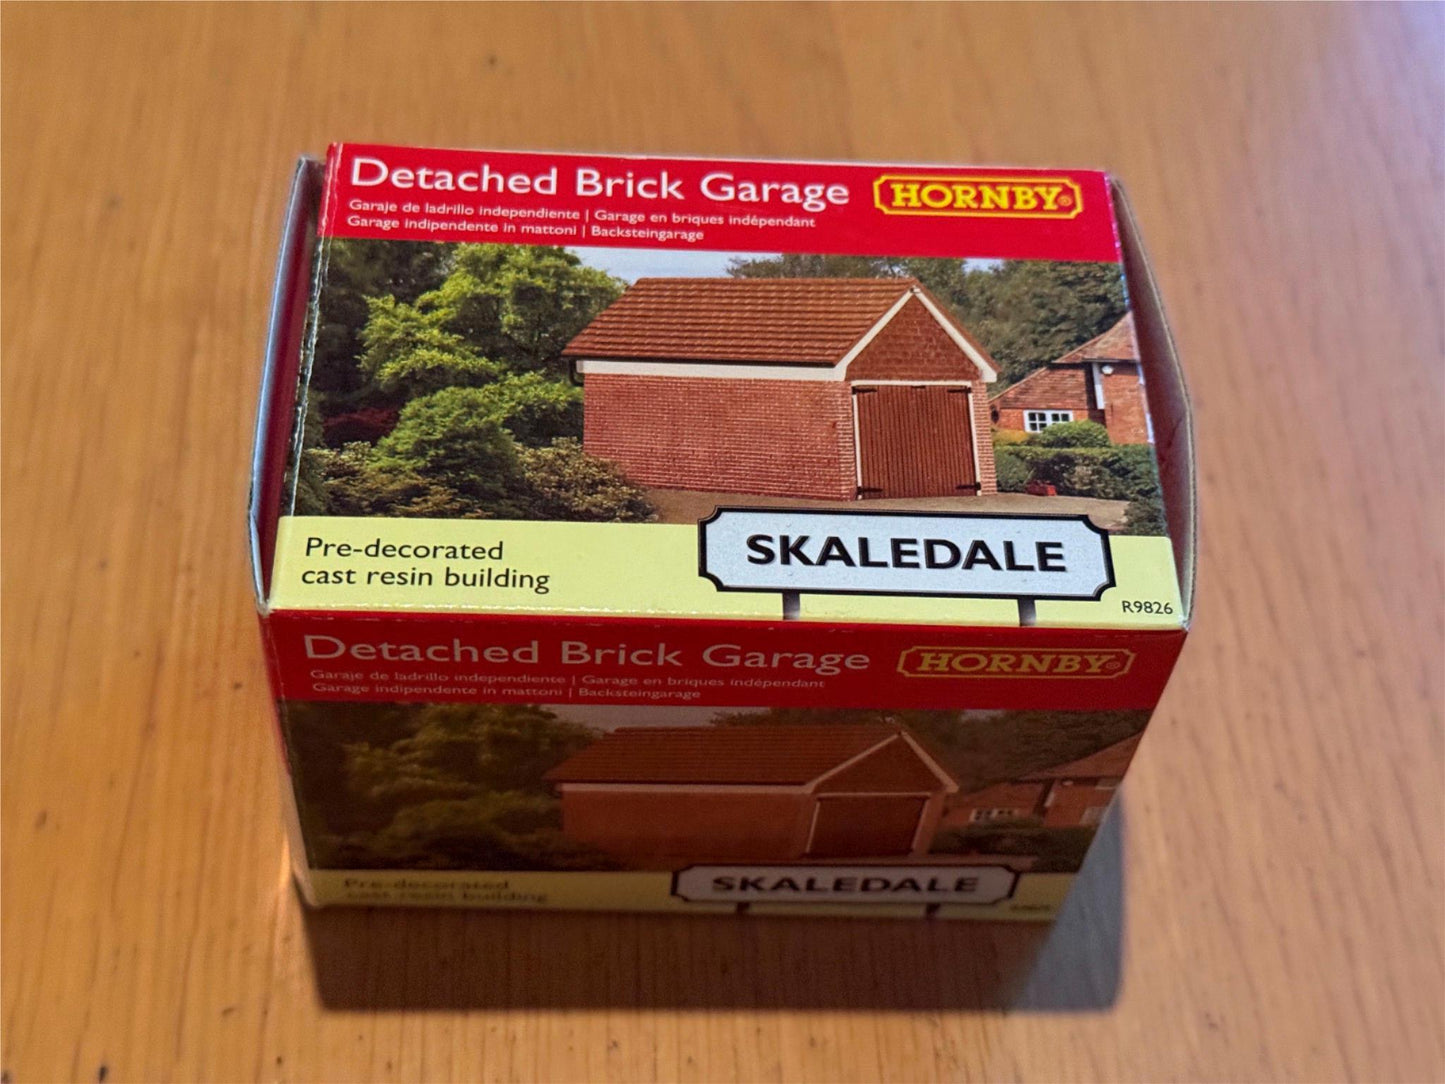 Detached Brick Garage
HORNBY®
Garaje de ladrillo independiente | Garage en briques indépendant
Garage indipendente in mattoni | Backsteingarage
Pre-decorated
cast resin building
SKALEDALE
R9826
Detached Brick Garage
HORNBY®
Garaje de ladrillo independiente | Garage en briques indépendant
Garage indipendente in mattoni | Backsteingarage
Pre-decorated
cast resin building
SKALEDALE